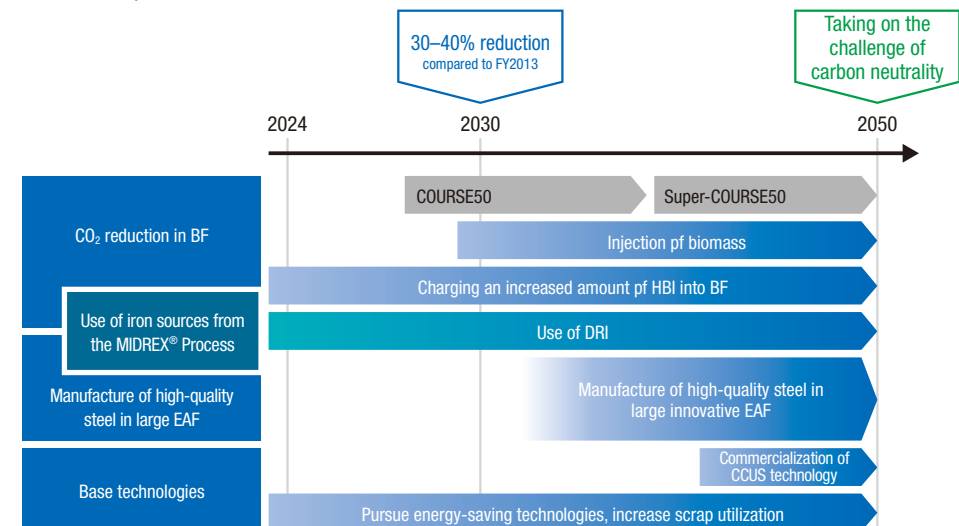 30–40% reduction
compared to FY2013
Taking on the
challenge of
carbon neutrality
2024
2030
2050
CO₂ reduction in BF
COURSE50
Super-COURSE50
Injection pf biomass
Charging an increased amount pf HBI into BF
Use of iron sources from
the MIDREX® Process
Use of DRI
Manufacture of high-quality
steel in large EAF
Manufacture of high-quality steel in
large innovative EAF
Base technologies
Commercialization of
CCUS technology
Pursue energy-saving technologies, increase scrap utilization